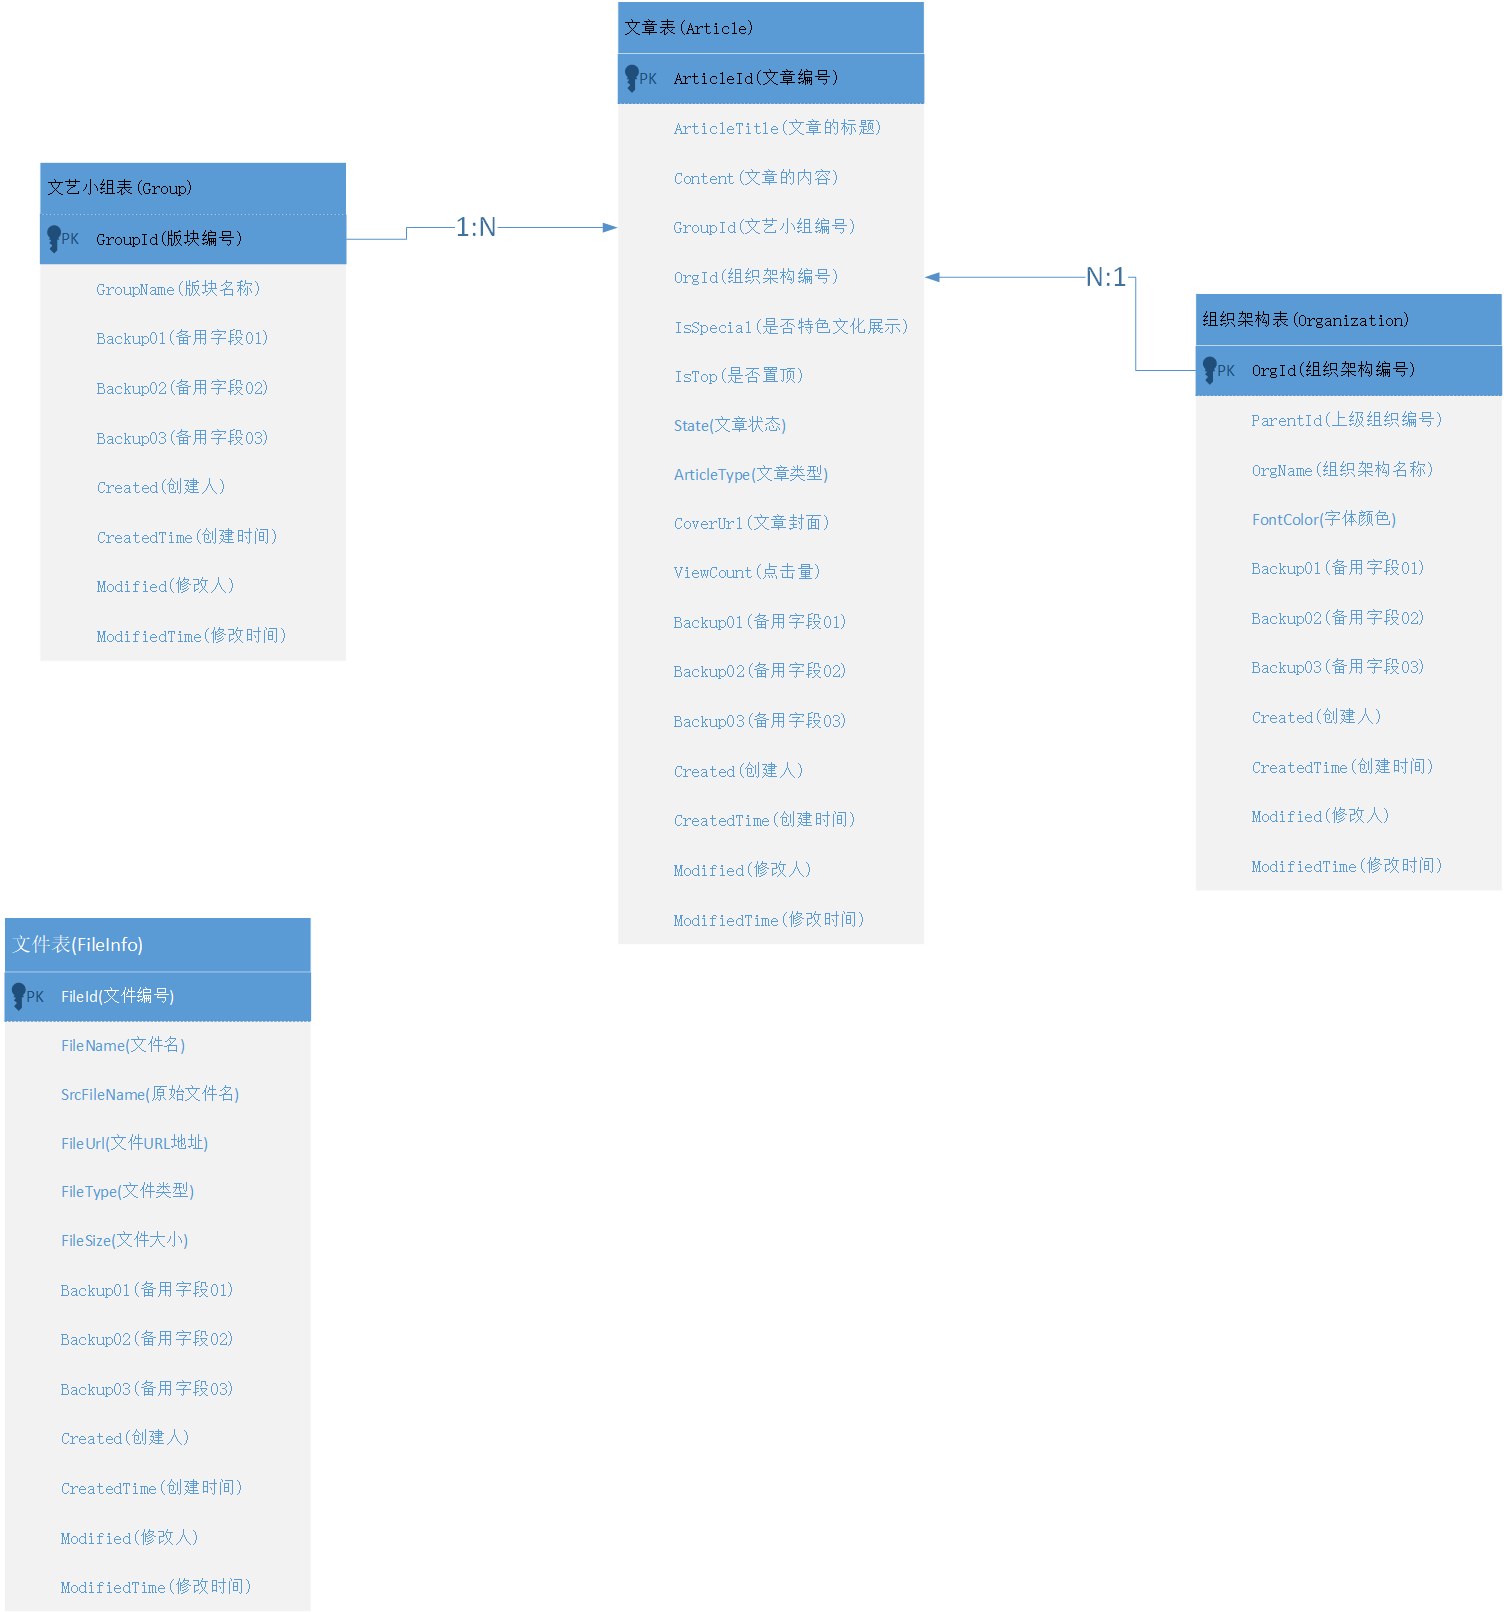 文章表(Article)
PK ArticleId(文章编号)
ArticleTitle(文章的标题)
Content(文章的内容)
GroupId(文艺小组编号)
OrgId(组织架构编号)
IsSpecial(是否特色文化展示)
IsTop(是否置顶)
State(文章状态)
ArticleType(文章类型)
CoverUrl(文章封面)
ViewCount(点击量)
Backup01(备用字段01)
Backup02(备用字段02)
Backup03(备用字段03)
Created(创建人)
CreatedTime(创建时间)
Modified(修改人)
ModifiedTime(修改时间)
文艺小组表(Group)
PK GroupId(版块编号)
GroupName(版块名称)
Backup01(备用字段01)
Backup02(备用字段02)
Backup03(备用字段03)
Created(创建人)
CreatedTime(创建时间)
Modified(修改人)
ModifiedTime(修改时间)
1:N
N:1
组织架构表(Organization)
PK OrgId(组织架构编号)
ParentId(上级组织编号)
OrgName(组织架构名称)
FontColor(字体颜色)
Backup01(备用字段01)
Backup02(备用字段02)
Backup03(备用字段03)
Created(创建人)
CreatedTime(创建时间)
Modified(修改人)
ModifiedTime(修改时间)
文件表(FileInfo)
PK FileId(文件编号)
FileName(文件名)
SrcFileName(原始文件名)
FileUrl(文件URL地址)
FileType(文件类型)
FileSize(文件大小)
Backup01(备用字段01)
Backup02(备用字段02)
Backup03(备用字段03)
Created(创建人)
CreatedTime(创建时间)
Modified(修改人)
ModifiedTime(修改时间)